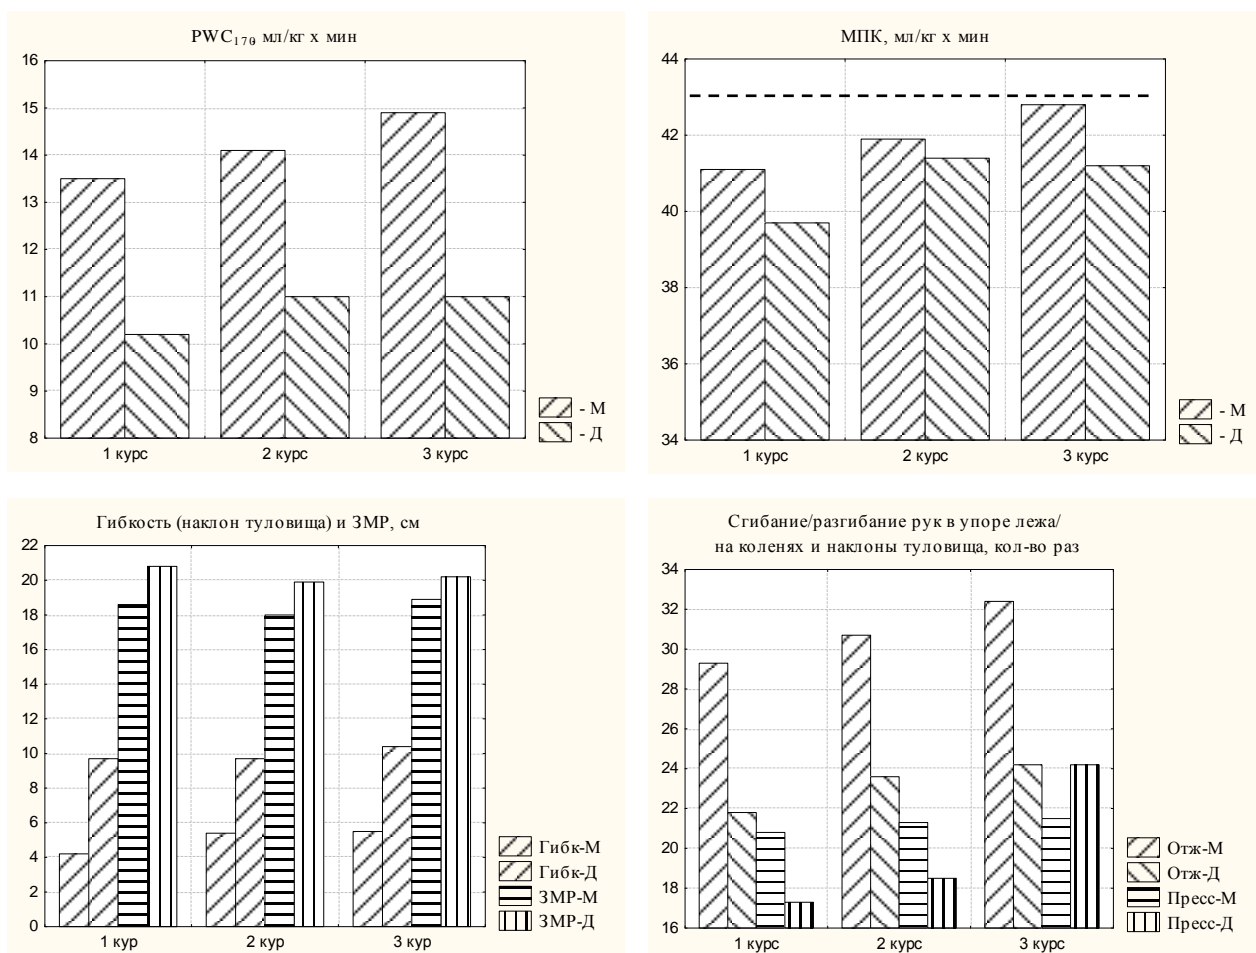 PWC170, мл/кг х мин
16
15
14
13
12
11
10
9
8
1 курс 2 курс 3 курс
- М
- Д
МПК, мл/кг х мин
44
42
40
38
36
34
1 курс 2 курс 3 курс
- М
- Д
Гибкость (наклон туловища) и ЗМР, см
22
20
18
16
14
12
10
8
6
4
2
0
1 кур 2 кур 3 кур
Гибк-М
Гибк-Д
ЗМР-М
ЗМР-Д
Сгибание/разгибание рук в упоре лежа/
на коленях и наклоны туловища, кол-во раз
34
32
30
28
26
24
22
20
18
16
1 курс 2 курс 3 курс
Отж-М
Отж-Д
Пресс-М
Пресс-Д